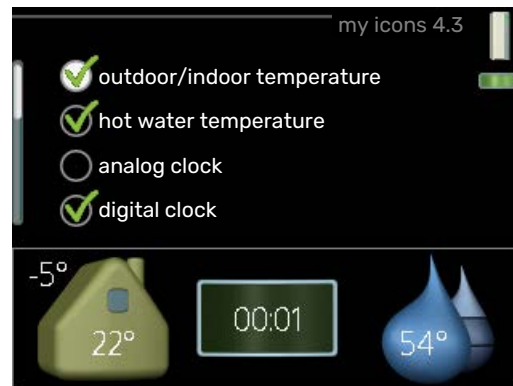 my icons 4.3
outdoor/indoor temperature
hot water temperature
analog clock
digital clock
-5°
22°
00:01
54°